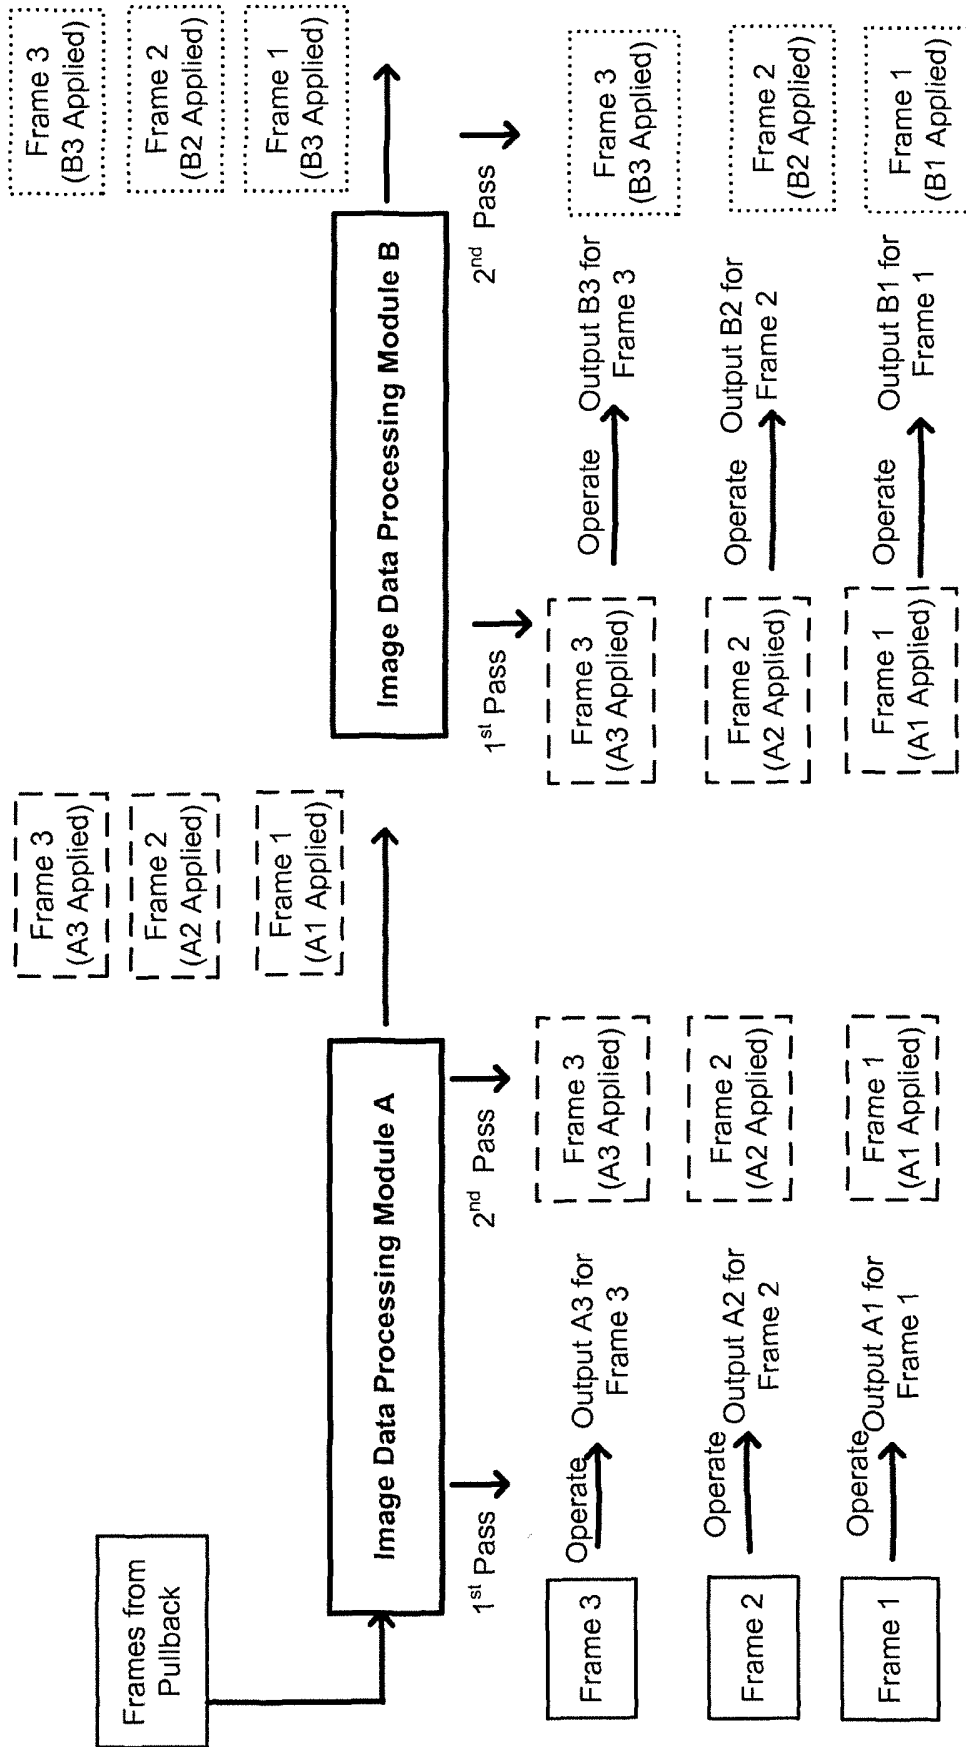 Frames from
Pullback
Image Data Processing Module A
Frame 3
(A3 Applied)
Frame 2
(A2 Applied)
Frame 1
(A1 Applied)
Image Data Processing Module B
Frame 3
(B3 Applied)
Frame 2
(B2 Applied)
Frame 1
(B3 Applied)
1st Pass
2nd Pass
1st Pass
2nd Pass
Frame 3
Operate
Output A3 for
Frame 3
Frame 3
(A3 Applied)
Frame 3
(A3 Applied)
Operate
Output B3 for
Frame 3
Frame 3
(B3 Applied)
Frame 2
Operate
Output A2 for
Frame 2
Frame 2
(A2 Applied)
Frame 2
(A2 Applied)
Operate
Output B2 for
Frame 2
Frame 2
(B2 Applied)
Frame 1
Operate
Output A1 for
Frame 1
Frame 1
(A1 Applied)
Frame 1
(A1 Applied)
Operate
Output B1 for
Frame 1
Frame 1
(B1 Applied)